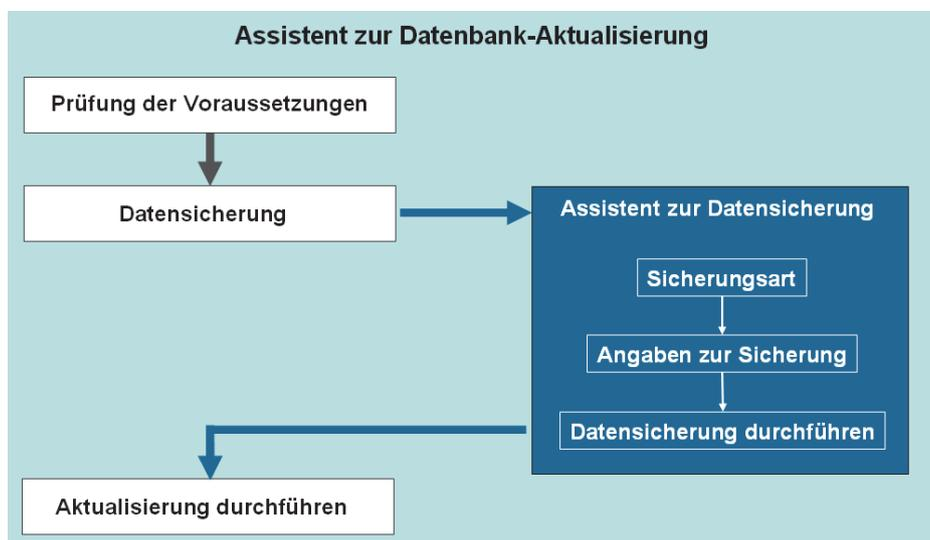 Assistent zur Datenbank-Aktualisierung
Prüfung der Voraussetzungen
Datensicherung
Assistent zur Datensicherung
Sicherungsart
Angaben zur Sicherung
Datensicherung durchführen
Aktualisierung durchführen